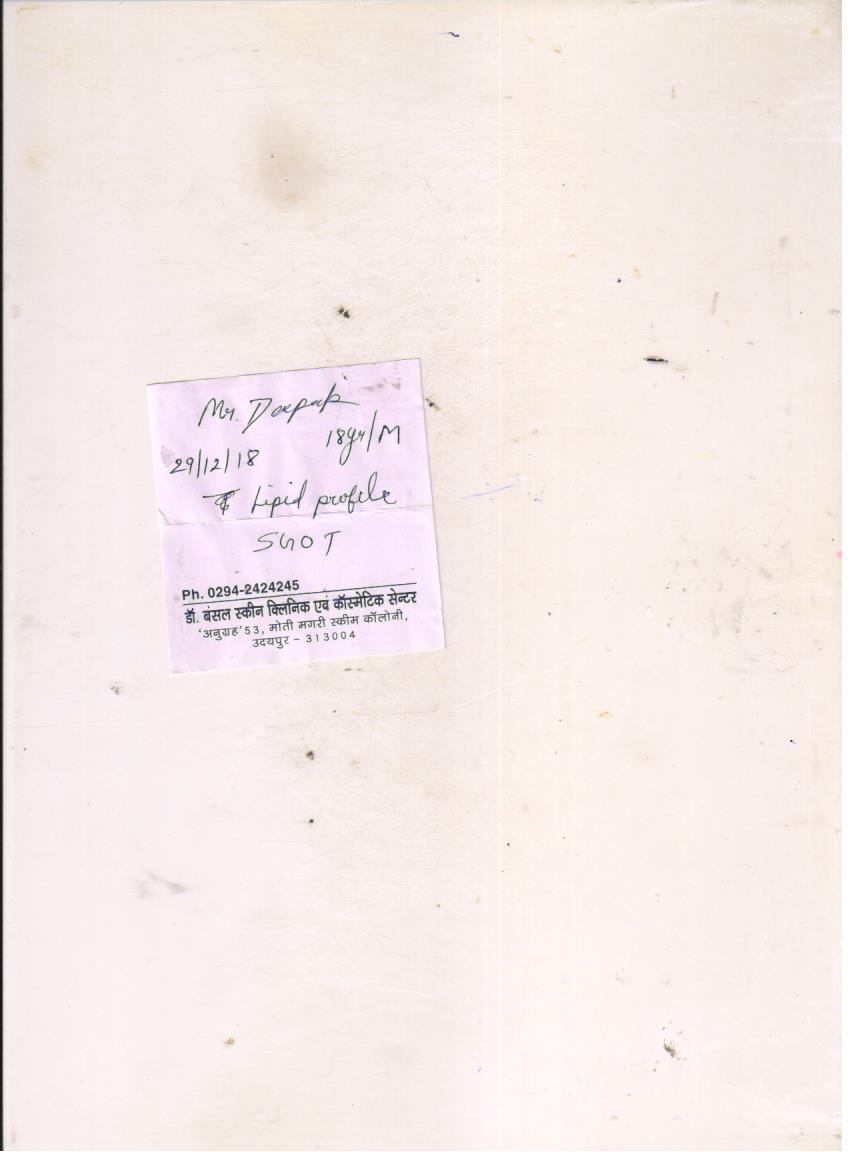 Mr. Deepak
18yr/M
29/12/18
Lipid profile
SGOT
Ph. 0294-2424245
डॉ. बंसल स्कीन क्लिनिक एवं कॉस्मेटिक सेन्टर
'अनुग्रह' 53, मोती मगरी स्कीम कॉलोनी,
उदयपुर - 313004